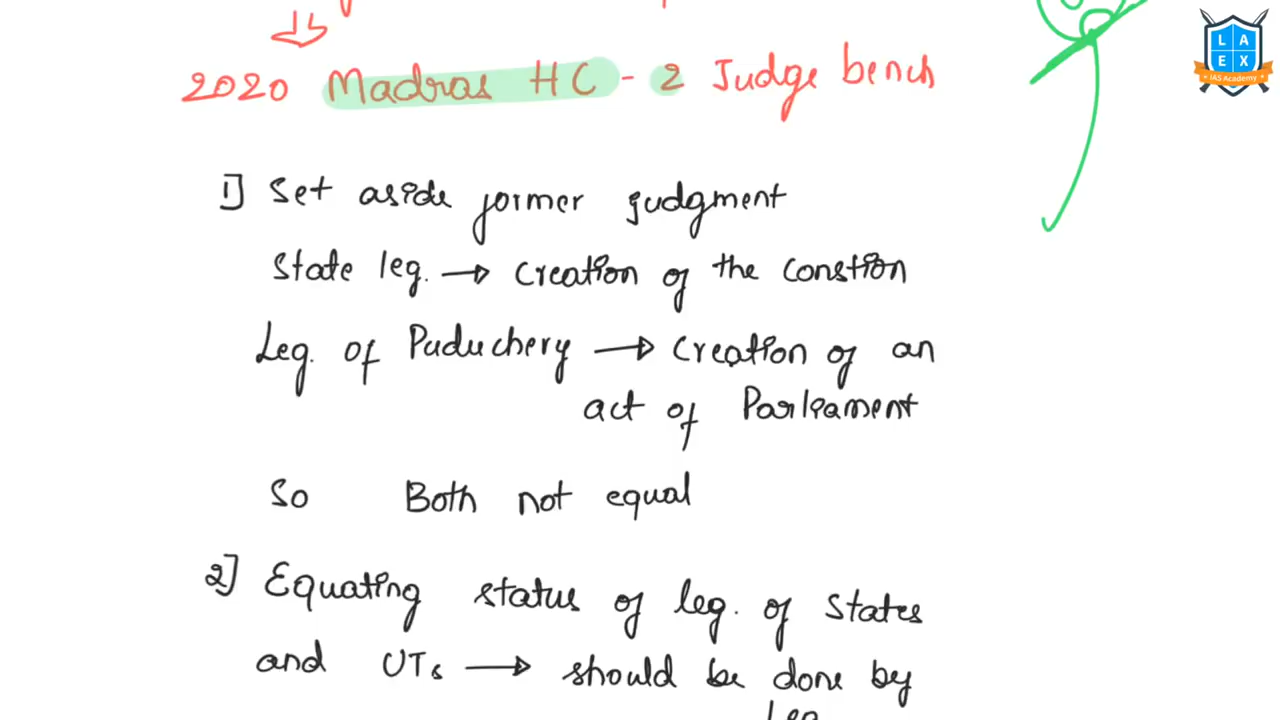 LAEX
IAS Academy
2020 Madras HC - 2 Judge bench
1] Set aside former judgment
State leg. → Creation of the constion
Leg. of Puduchery → Creation of an
act of Parliament
So Both not equal
2] Equating status of leg. of States
and UTs → should be done by